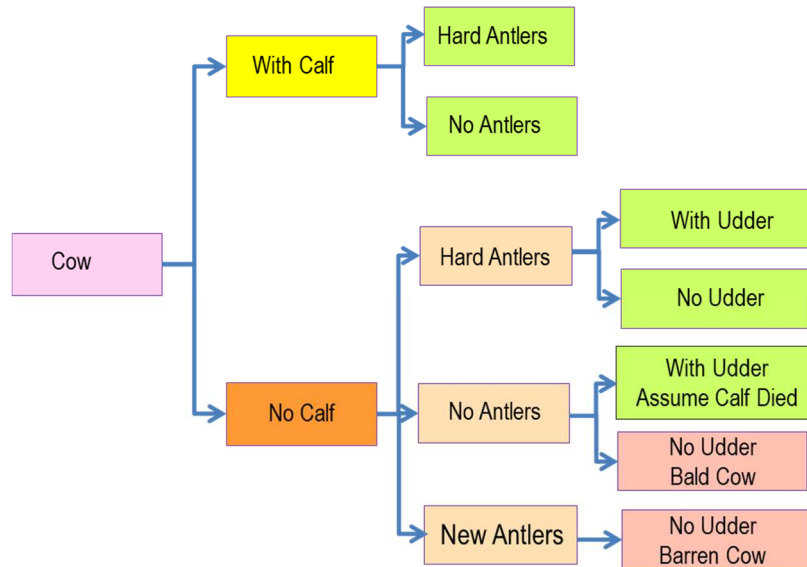 Hard Antlers
With Calf
No Antlers
With Udder
Hard Antlers
Cow
No Udder
With Udder
Assume Calf Died
No Calf
No Antlers
No Udder
Bald Cow
New Antlers
No Udder
Barren Cow